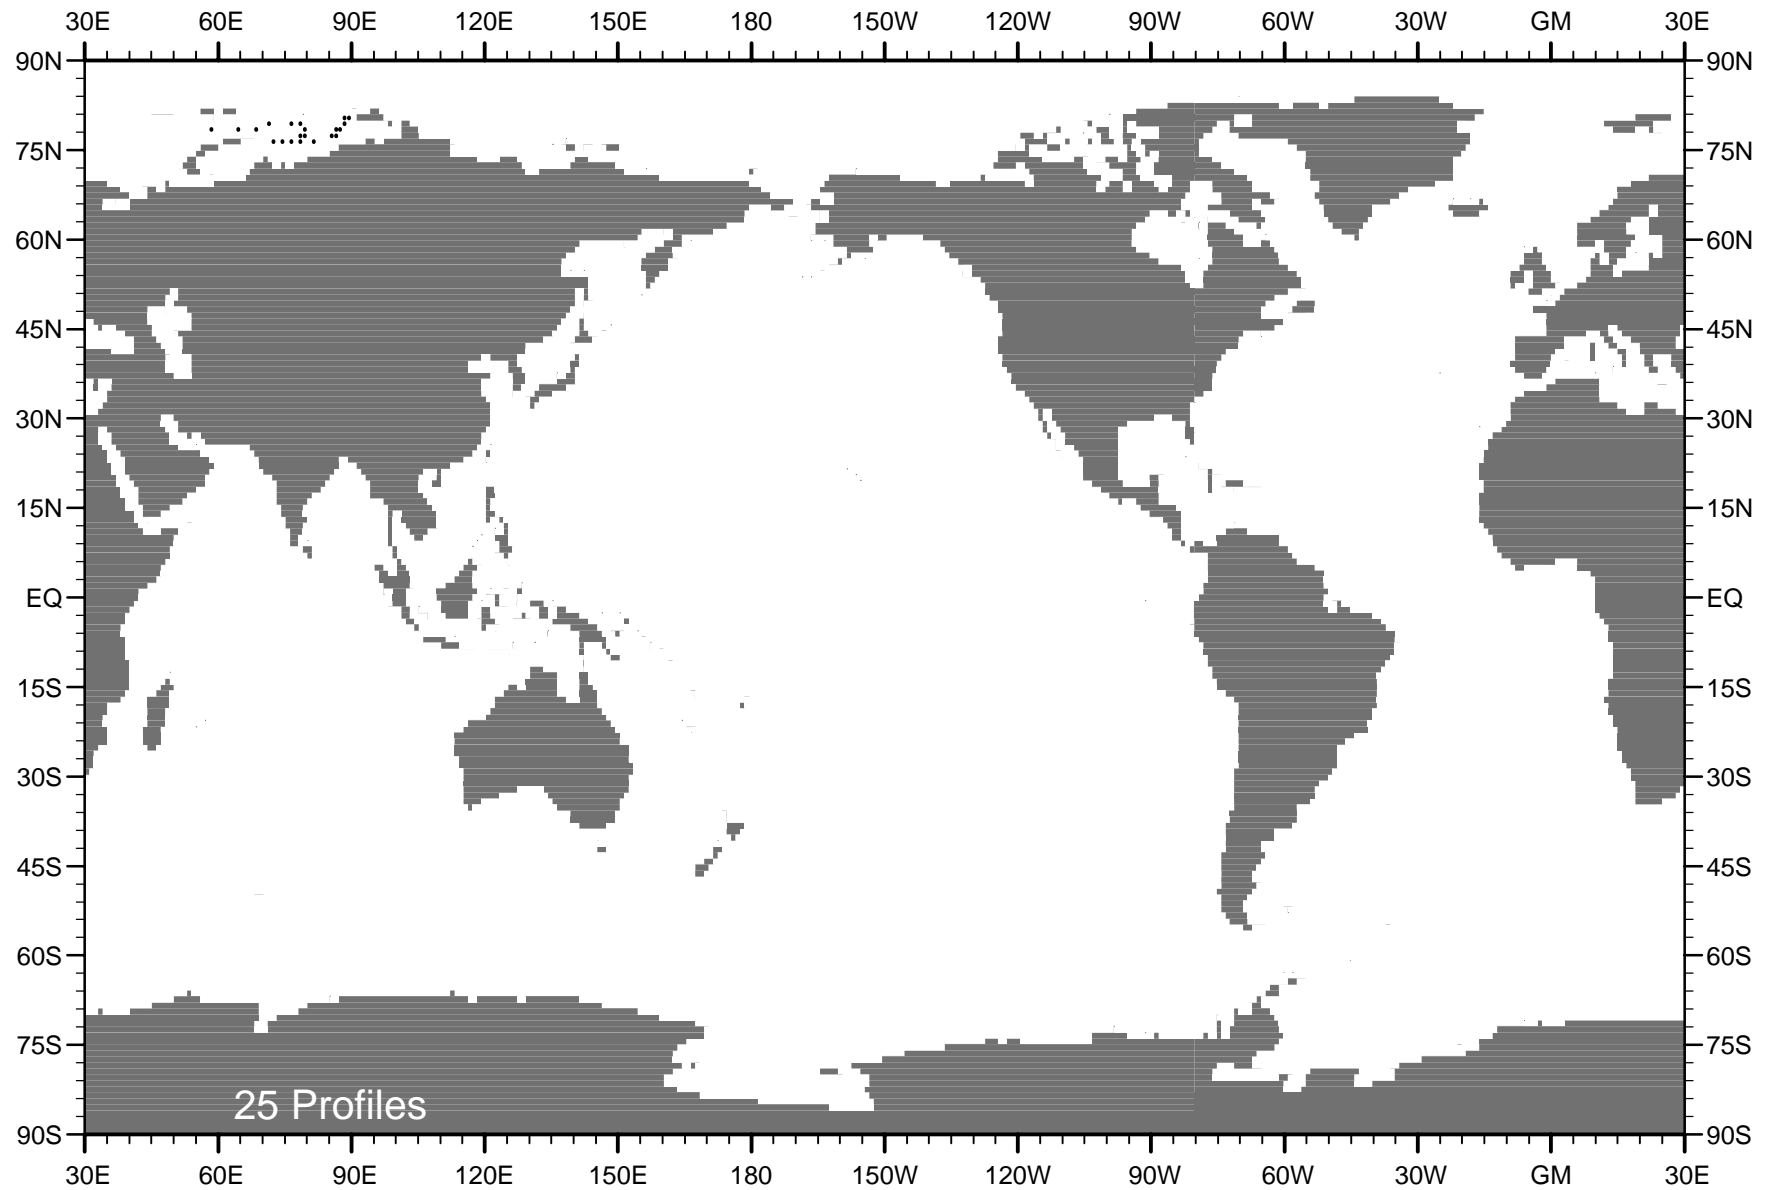 30E 60E 90E 120E 150E 180 150W 120W 90W 60W 30W GM 30E
90N 90N
75N 75N
60N 60N
45N 45N
30N 30N
15N 15N
EQ EQ
15S 15S
30S 30S
45S 45S
60S 60S
75S 75S
25 Profiles
90S 90S
30E 60E 90E 120E 150E 180 150W 120W 90W 60W 30W GM 30E